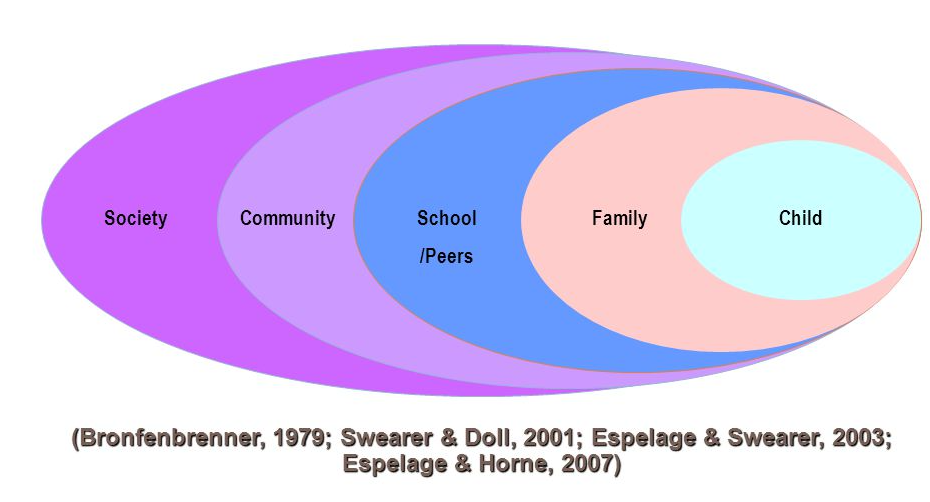 Society
Community
School
/Peers
Family
Child
(Bronfenbrenner, 1979; Swearer & Doll, 2001; Espelage & Swearer, 2003;
Espelage & Horne, 2007)